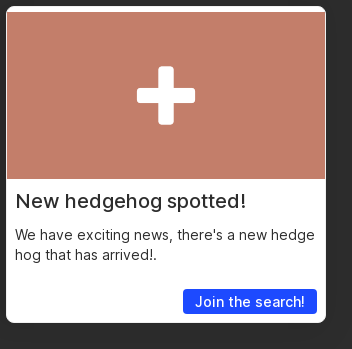 New hedgehog spotted!
We have exciting news, there's a new hedge
hog that has arrived!.
Join the search!